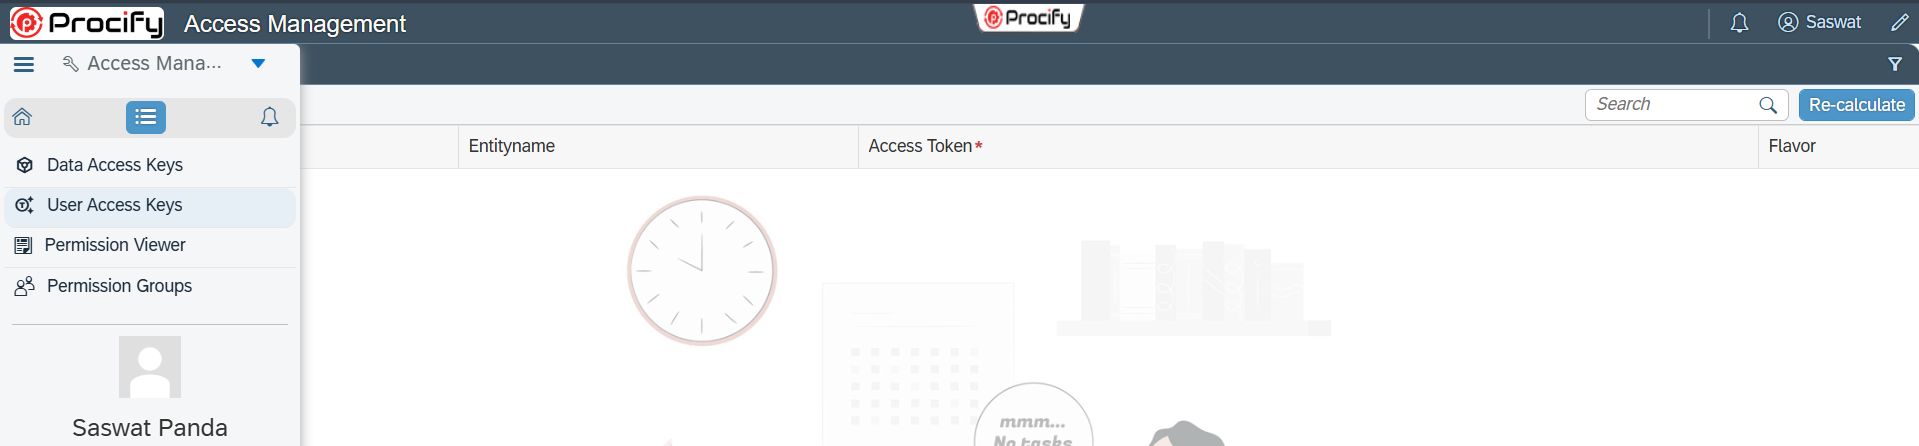 Procify
Access Management
Procify
Saswat
Access Mana...
Search
Re-calculate
Entityname
Access Token*
Flavor
Data Access Keys
User Access Keys
Permission Viewer
Permission Groups
Saswat Panda
mmm...
No tasks